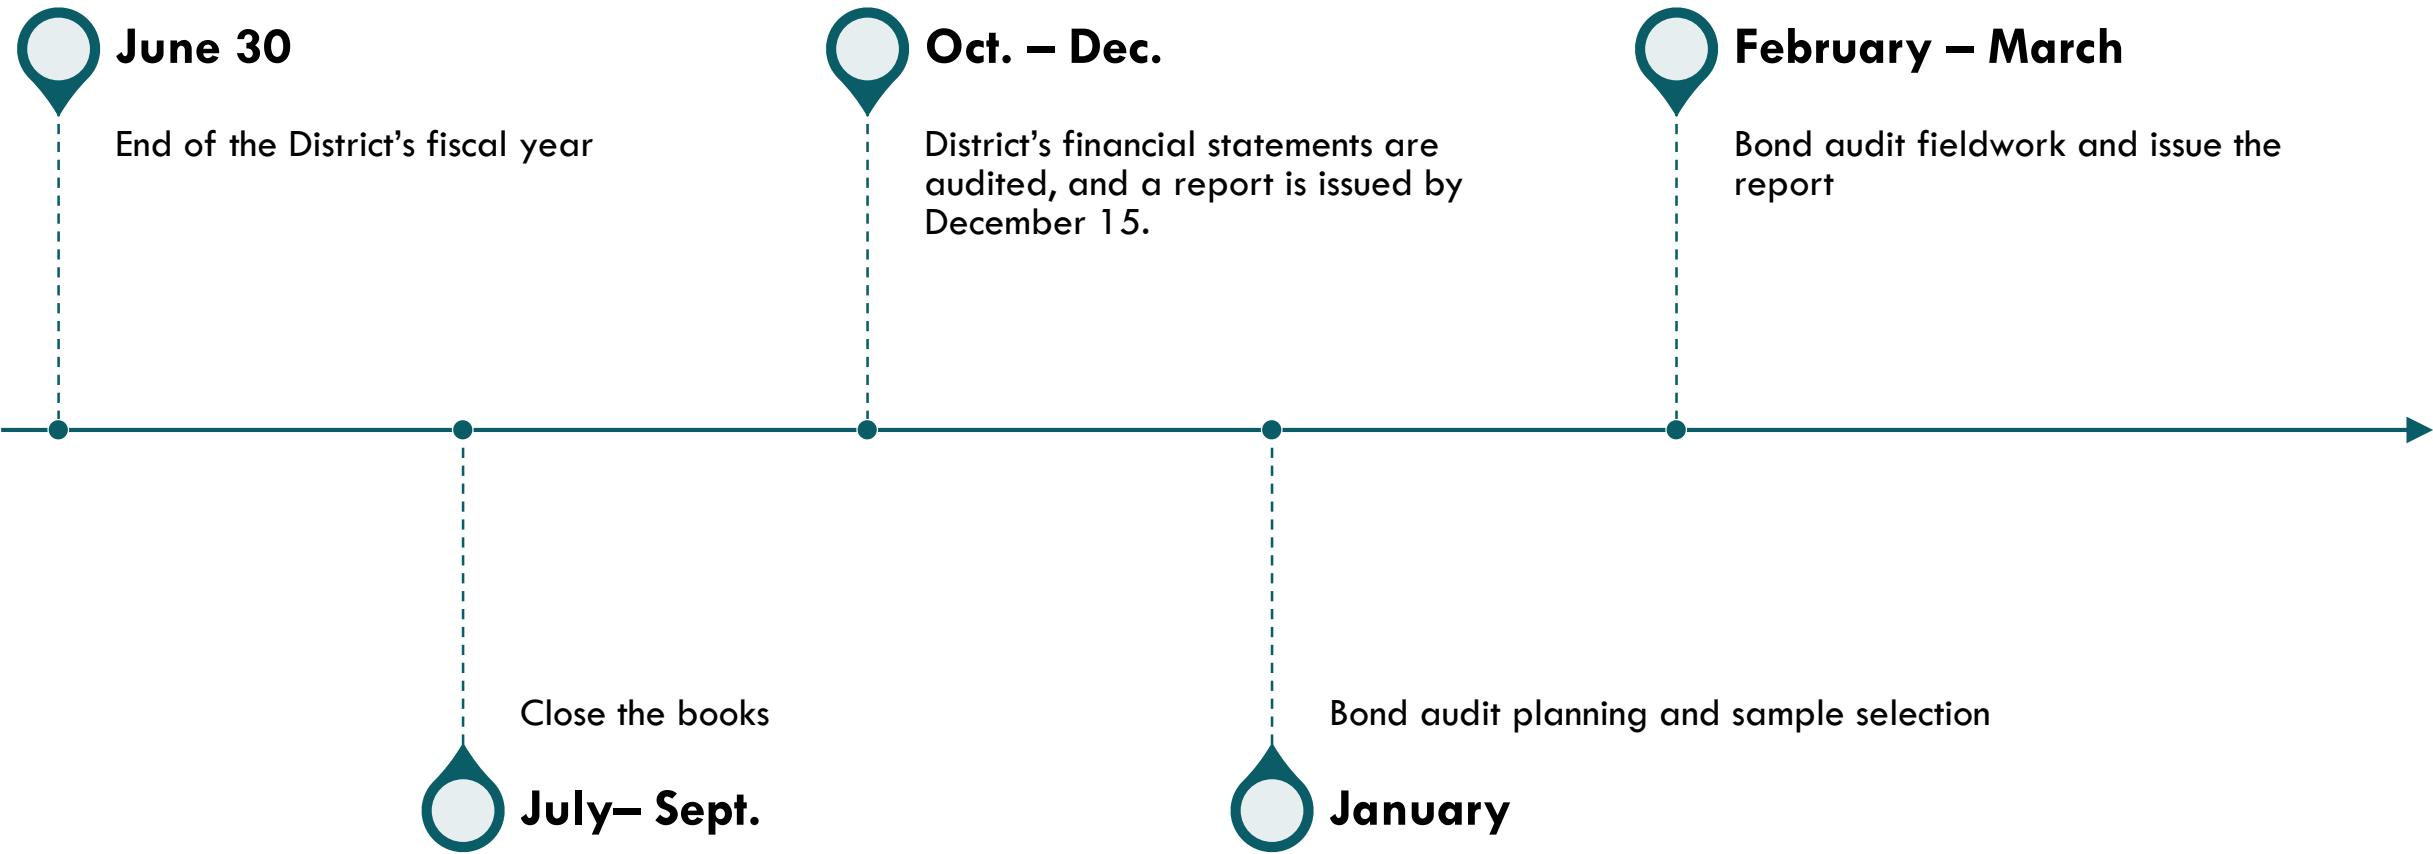 June 30
End of the District’s fiscal year
July– Sept.
Close the books
Oct. – Dec.
District’s financial statements are
audited, and a report is issued by
December 15.
January
Bond audit planning and sample selection
February – March
Bond audit fieldwork and issue the
report